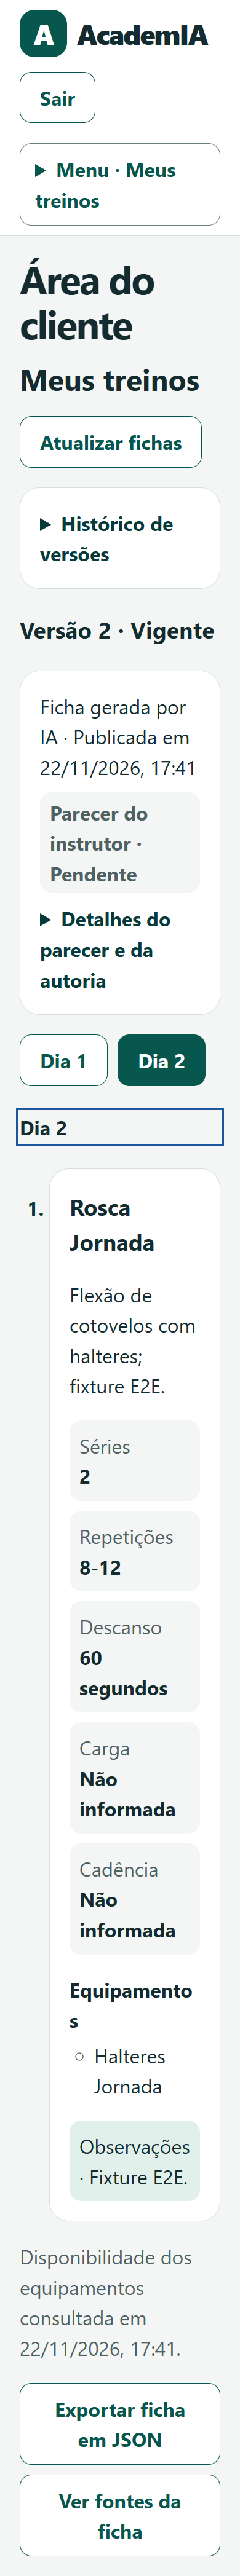 A AcademIA
Sair
▶ Menu · Meus
treinos
Área do
cliente
Meus treinos
Atualizar fichas
▶ Histórico de
versões
Versão 2 · Vigente
Ficha gerada por
IA · Publicada em
22/11/2026, 17:41
Parecer do
instrutor ·
Pendente
▶ Detalhes do
parecer e da
autoria
Dia 1 Dia 2
Dia 2
1. Rosca
Jornada
Flexão de
cotovelos com
halteres;
fixture E2E.
Séries
2
Repetições
8-12
Descanso
60
segundos
Carga
Não
informada
Cadência
Não
informada
Equipamento
s
○ Halteres
Jornada
Observações
· Fixture E2E.
Disponibilidade dos
equipamentos
consultada em
22/11/2026, 17:41.
Exportar ficha
em JSON
Ver fontes da
ficha